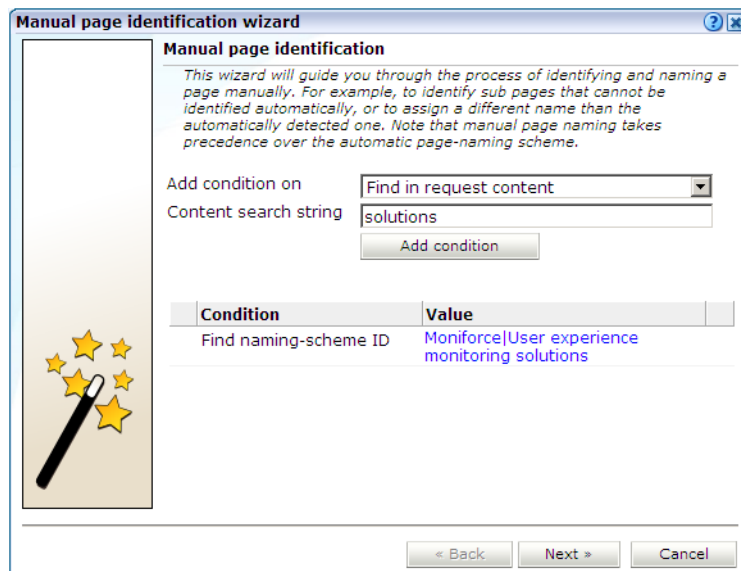 Manual page identification wizard
Manual page identification
This wizard will guide you through the process of identifying and naming a
page manually. For example, to identify sub pages that cannot be
identified automatically, or to assign a different name than the
automatically detected one. Note that manual page naming takes
precedence over the automatic page-naming scheme.
Add condition on Find in request content
Content search string solutions
Add condition
Condition Value
Find naming-scheme ID Moniforce|User experience
monitoring solutions
« Back Next » Cancel